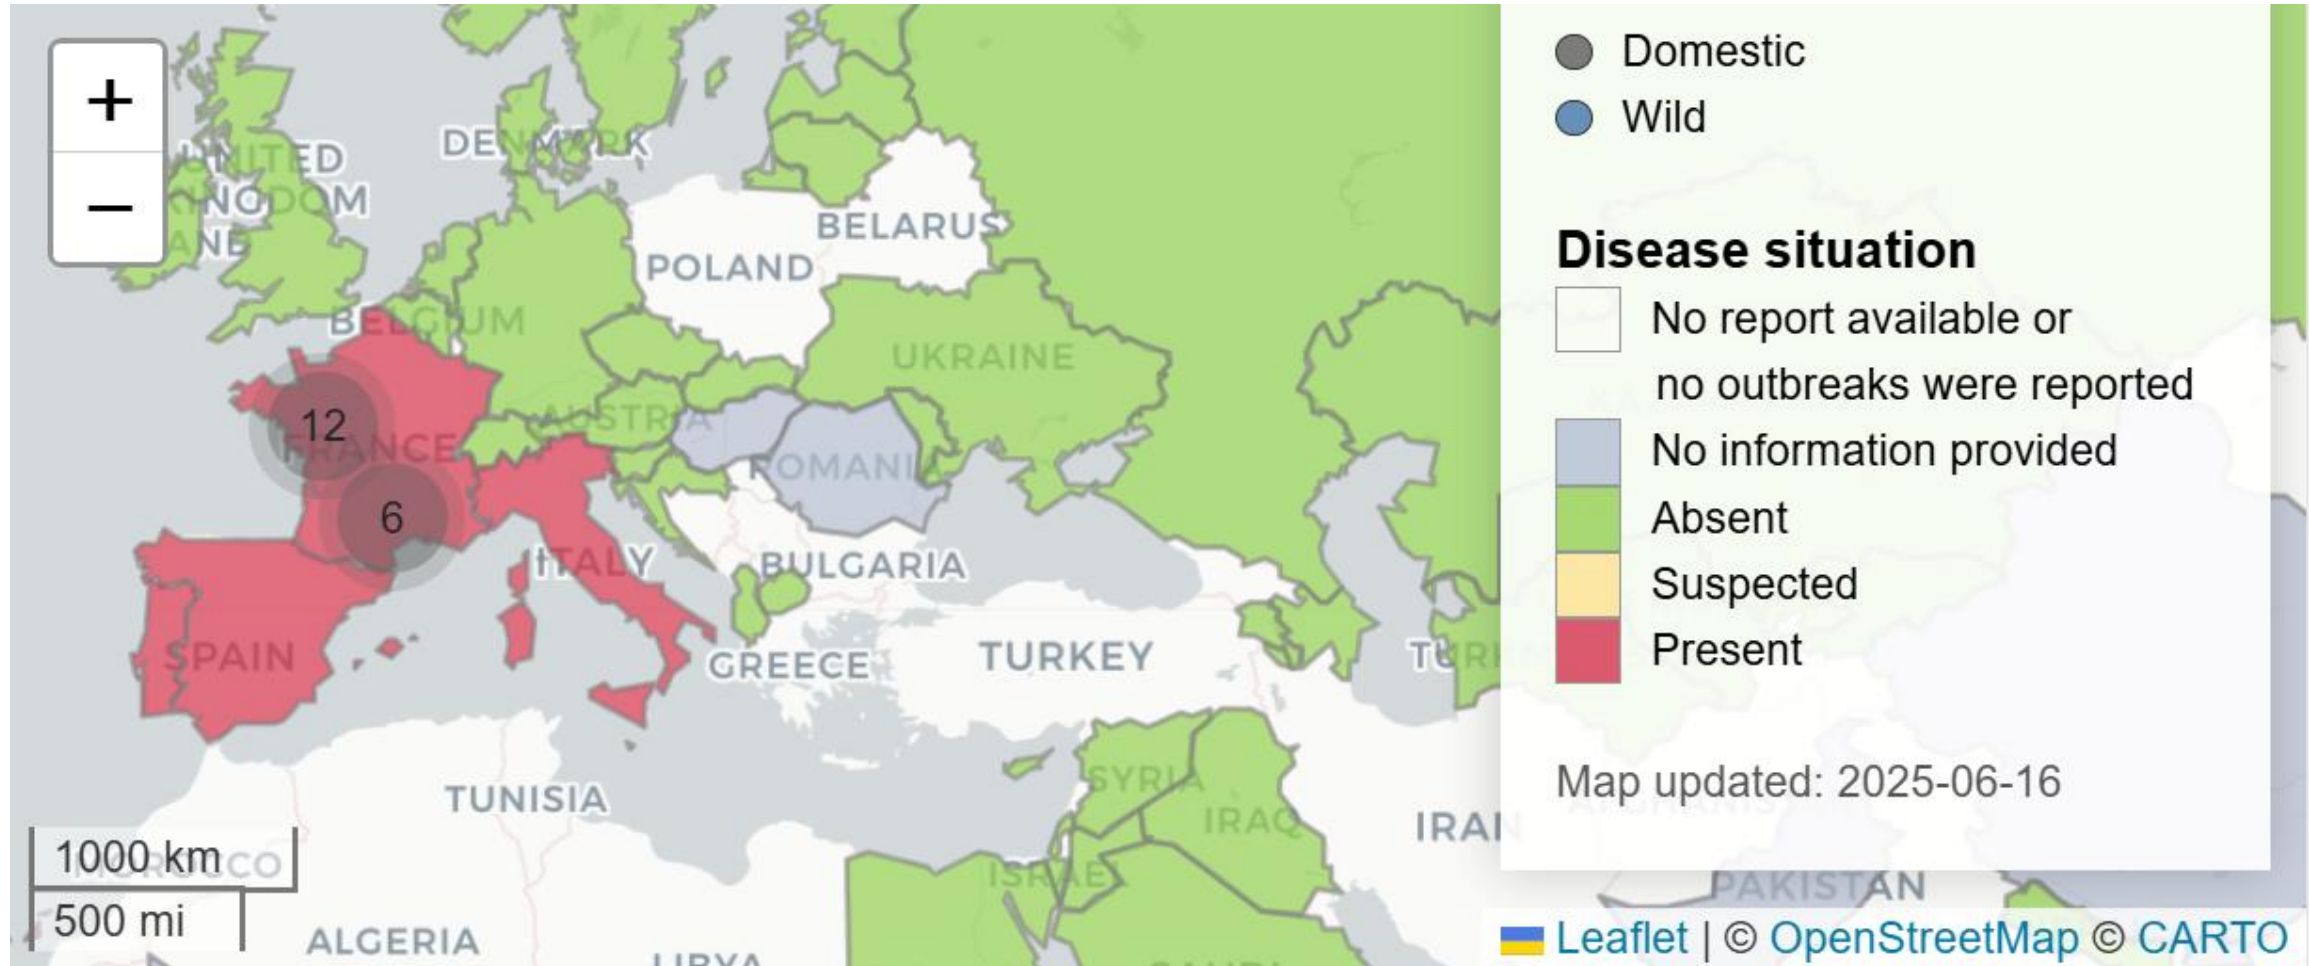 +
−
UNITED
KINGDOM
DENMARK
BELARUS
POLAND
BELGIUM
UKRAINE
AUSTRIA
12
FRANCE
ROMANIA
6
ITALY
BULGARIA
SPAIN
GREECE
TURKEY
TUNISIA
SYRIA
IRAQ
IRAN
MOROCCO
ISRAEL
ALGERIA
LIBYA
PAKISTAN
1000 km
500 mi
Domestic
Wild
Disease situation
No report available or
no outbreaks were reported
No information provided
Absent
Suspected
Present
Map updated: 2025-06-16
Leaflet | © OpenStreetMap © CARTO